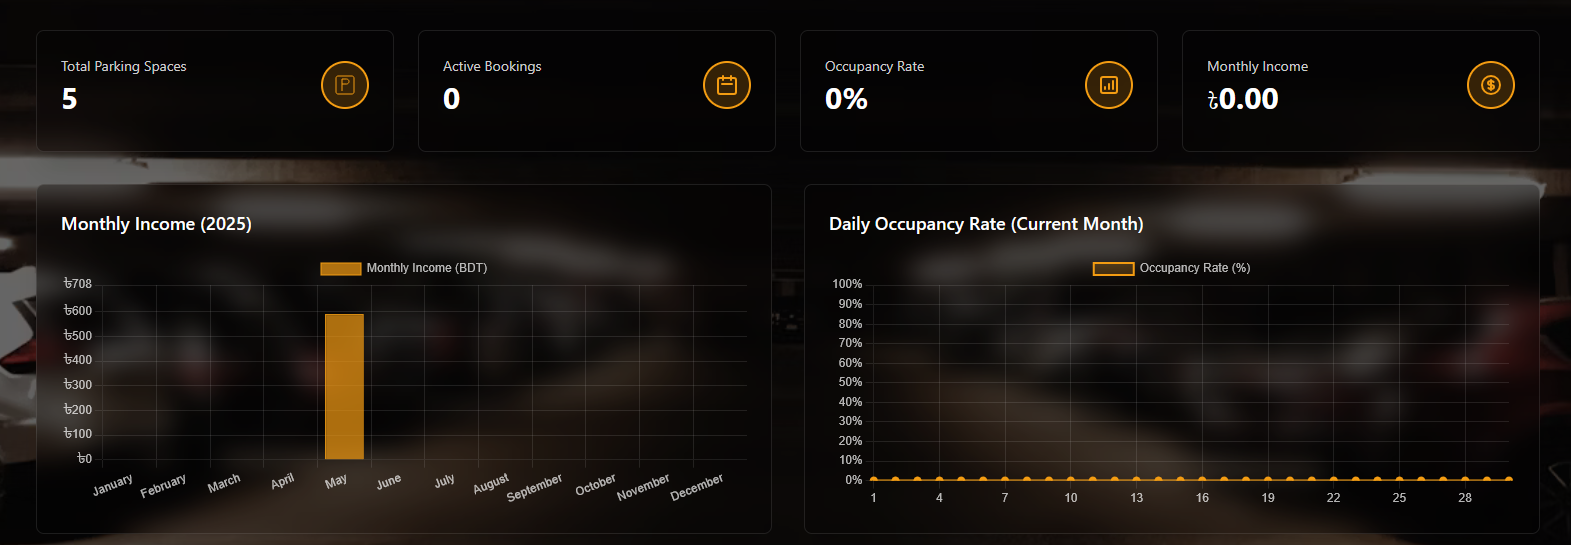 Total Parking Spaces
5
Active Bookings
0
Occupancy Rate
0%
Monthly Income
৳0.00
Monthly Income (2025)
Monthly Income (BDT)
৳708
৳600
৳500
৳400
৳300
৳200
৳100
৳0
January
February
March
April
May
June
July
August
September
October
November
December
Daily Occupancy Rate (Current Month)
Occupancy Rate (%)
100%
90%
80%
70%
60%
50%
40%
30%
20%
10%
0%
1
4
7
10
13
16
19
22
25
28